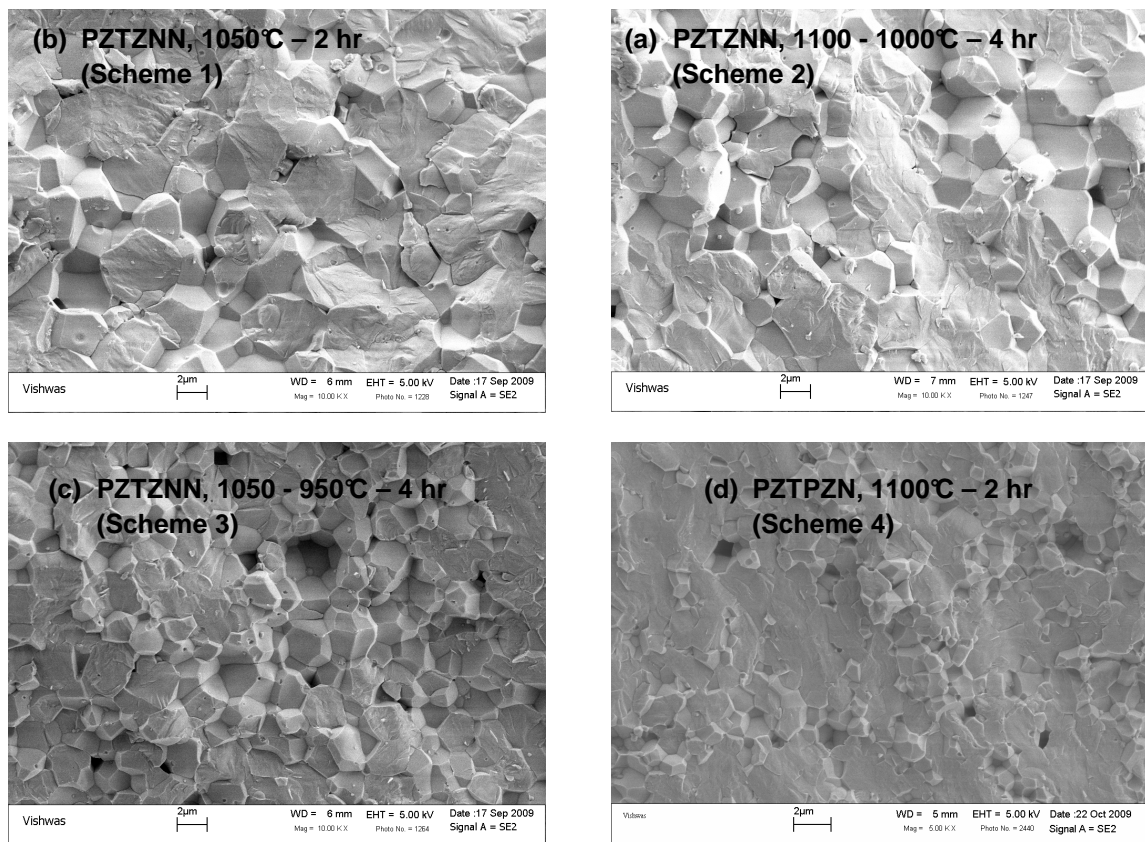 (b) PZTZNN, 1050°C – 2 hr
(Scheme 1)
Vishwas
2µm
WD = 6 mm
EHT = 5.00 kV
Date :17 Sep 2009
Mag = 10.00 K X
Photo No. = 1228
Signal A = SE2
(a) PZTZNN, 1100 - 1000°C – 4 hr
(Scheme 2)
2µm
WD = 7 mm
EHT = 5.00 kV
Date :17 Sep 2009
Vishwas
Mag = 10.00 K X
Photo No. = 1247
Signal A = SE2
(c) PZTZNN, 1050 - 950°C – 4 hr
(Scheme 3)
2µm
WD = 6 mm
EHT = 5.00 kV
Date :17 Sep 2009
Vishwas
Mag = 10.00 K X
Photo No. = 1264
Signal A = SE2
(d) PZTPZN, 1100°C – 2 hr
(Scheme 4)
Vishwas
2µm
WD = 5 mm
EHT = 5.00 kV
Date :22 Oct 2009
Mag = 5.00 K X
Photo No. = 2440
Signal A = SE2